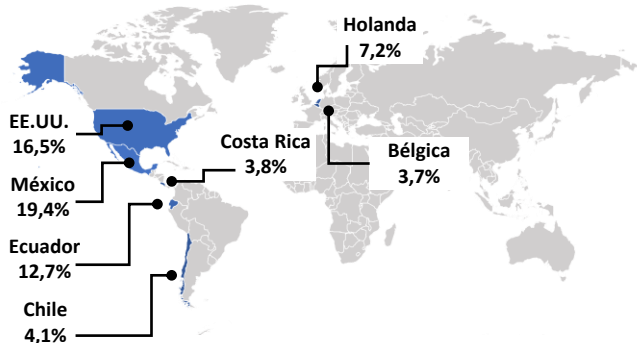 Holanda
7,2%
EE.UU.
16,5%
Costa Rica
3,8%
Bélgica
3,7%
México
19,4%
Ecuador
12,7%
Chile
4,1%